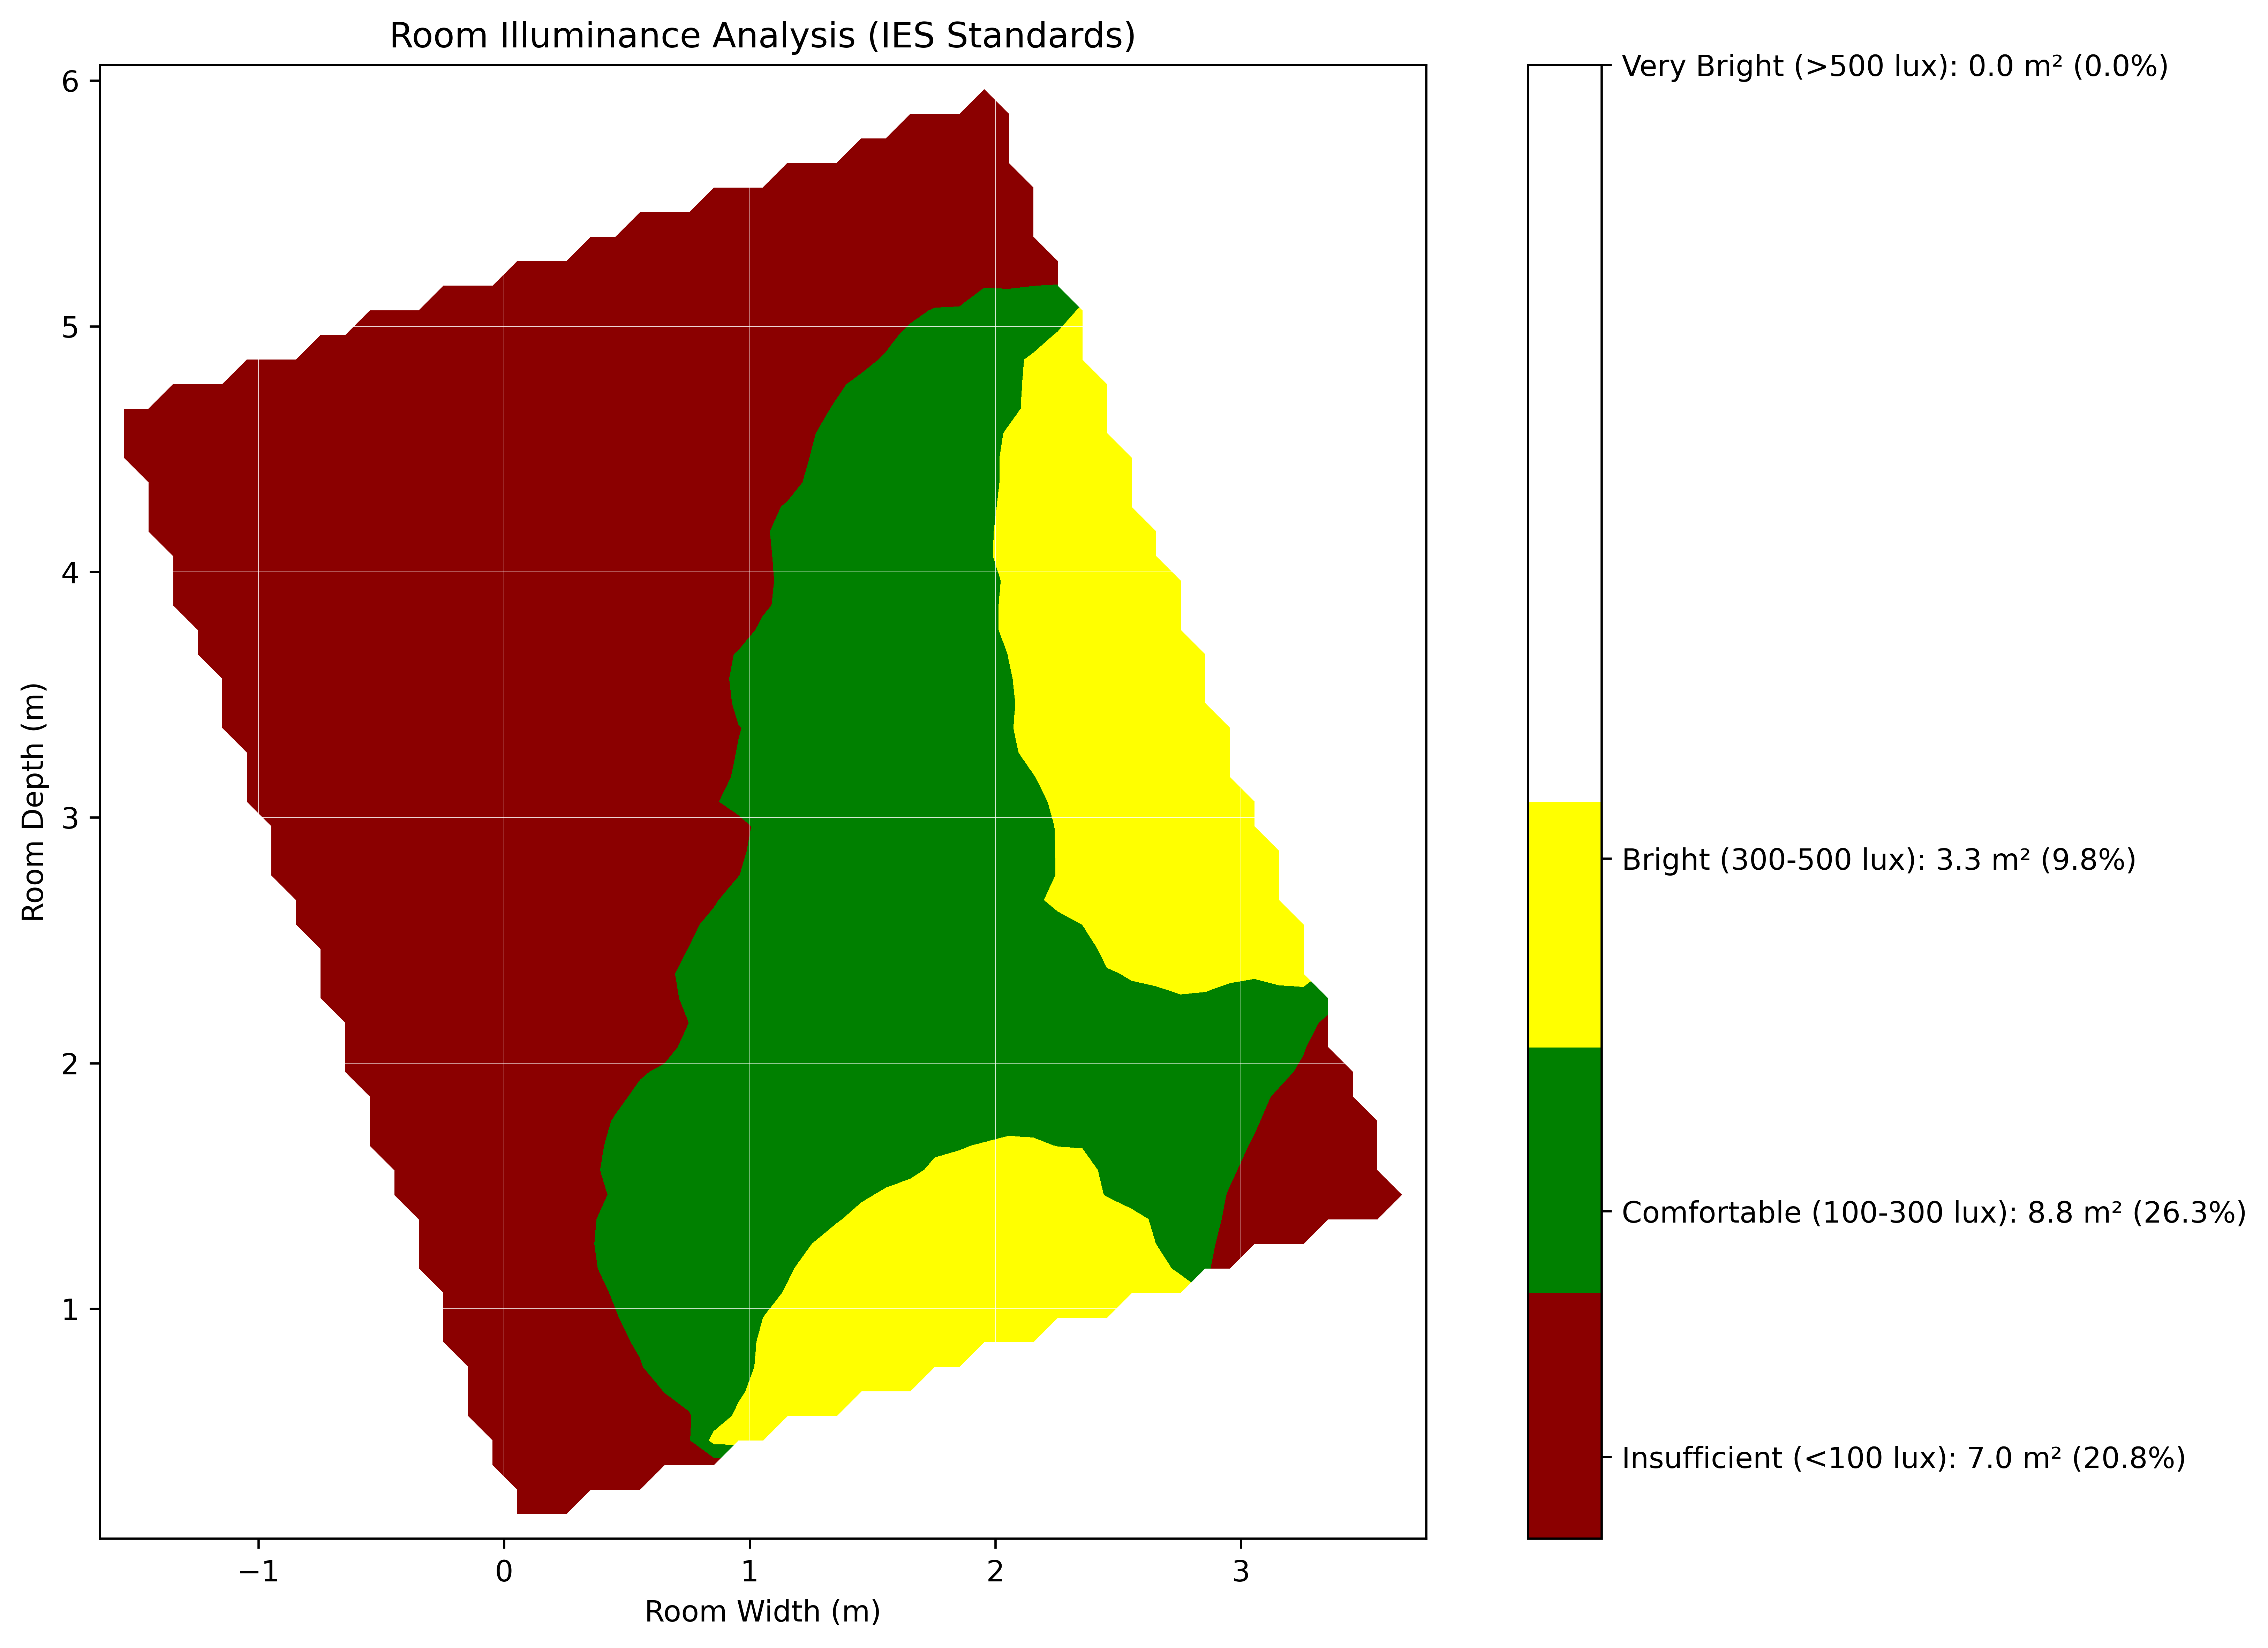 Room Illuminance Analysis (IES Standards)
6
5
4
3
2
1
Room Depth (m)
−1
0
1
2
3
Room Width (m)
Very Bright (>500 lux): 0.0 m² (0.0%)
Bright (300-500 lux): 3.3 m² (9.8%)
Comfortable (100-300 lux): 8.8 m² (26.3%)
Insufficient (<100 lux): 7.0 m² (20.8%)